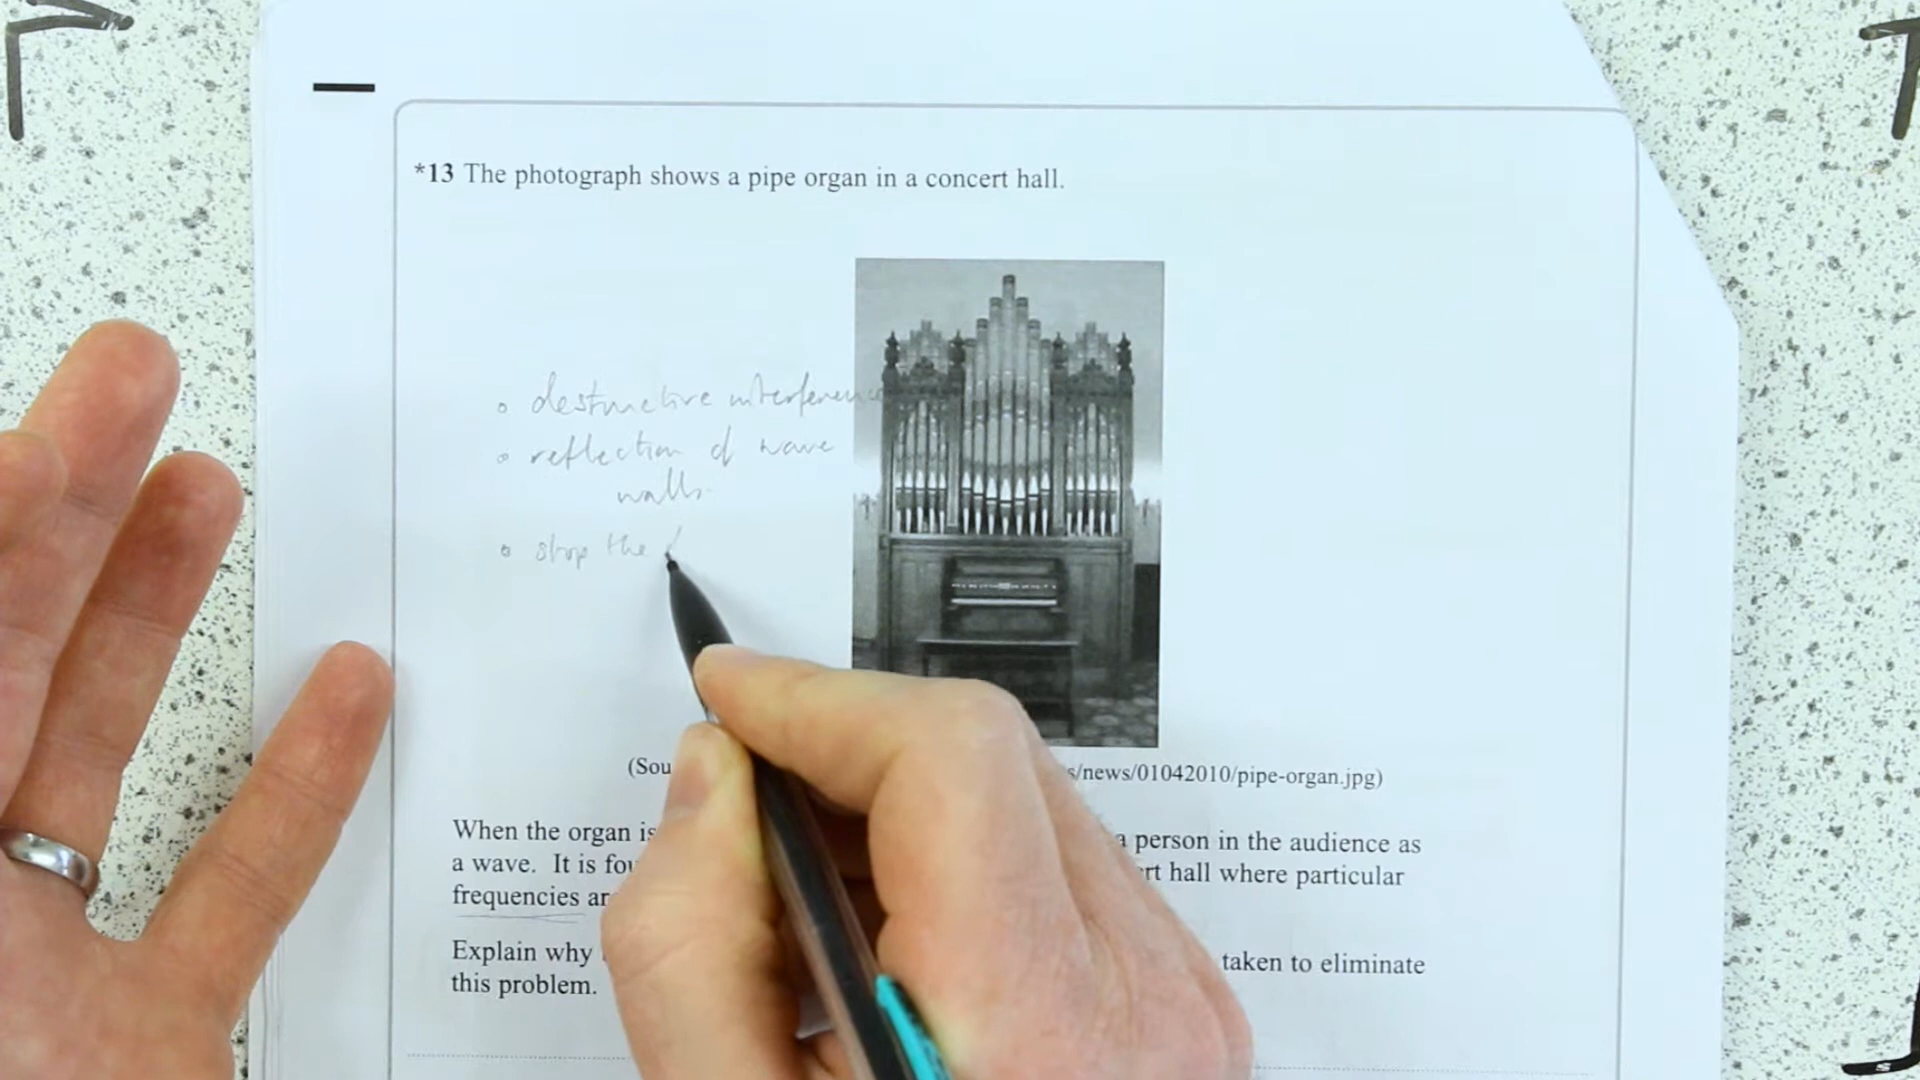 *13 The photograph shows a pipe organ in a concert hall.
• destructive interference
• reflection of wave
walls.
• stop the
(Sou s/news/01042010/pipe-organ.jpg)
When the organ is a person in the audience as
a wave. It is fou rt hall where particular
frequencies ar
Explain why taken to eliminate
this problem.